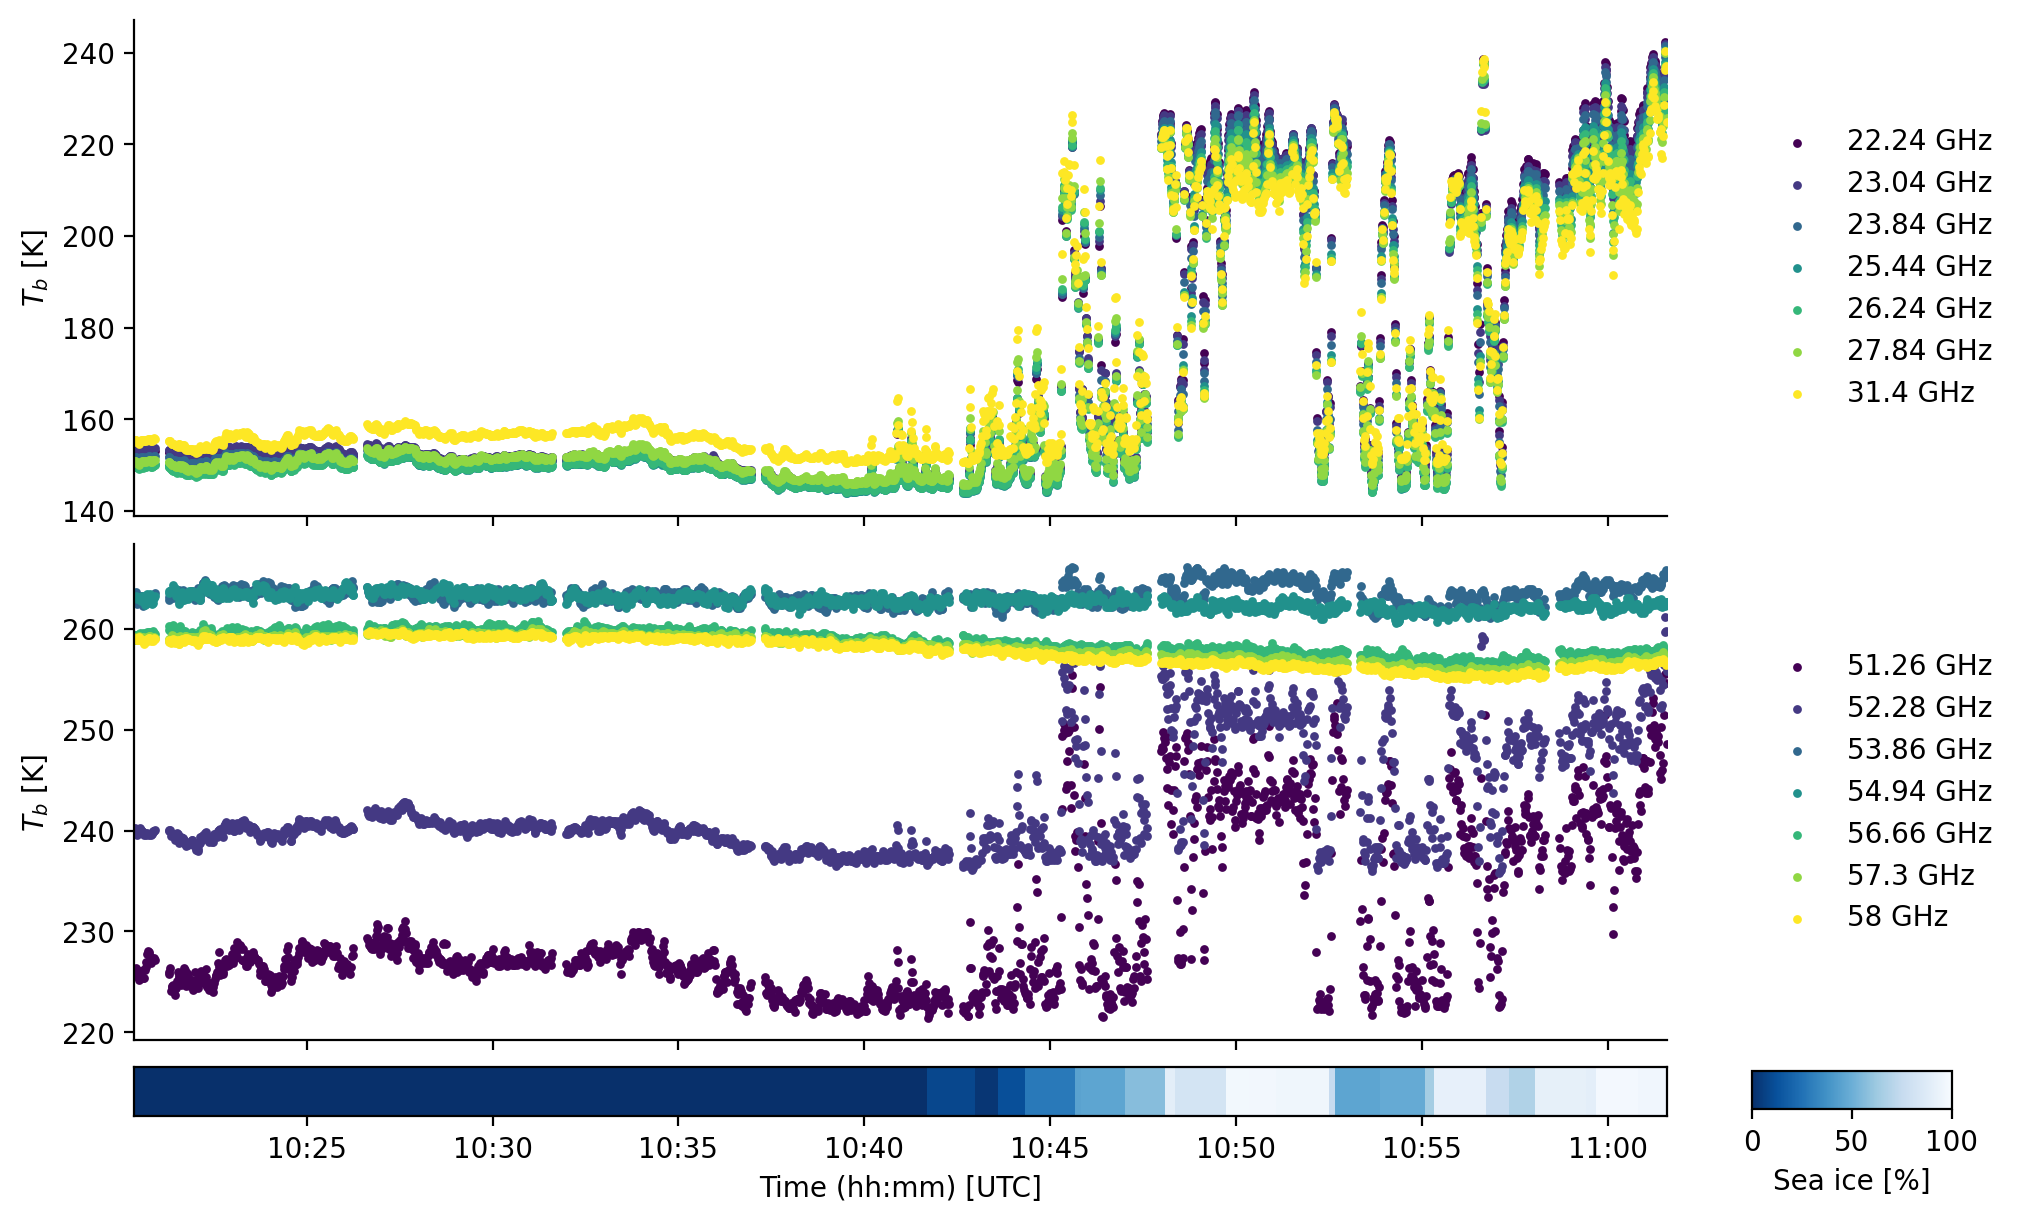 240
220
200
180
160
140
T_b [K]
22.24 GHz
23.04 GHz
23.84 GHz
25.44 GHz
26.24 GHz
27.84 GHz
31.4 GHz
260
250
240
230
220
T_b [K]
51.26 GHz
52.28 GHz
53.86 GHz
54.94 GHz
56.66 GHz
57.3 GHz
58 GHz
10:25 10:30 10:35 10:40 10:45 10:50 10:55 11:00
Time (hh:mm) [UTC]
0 50 100
Sea ice [%]